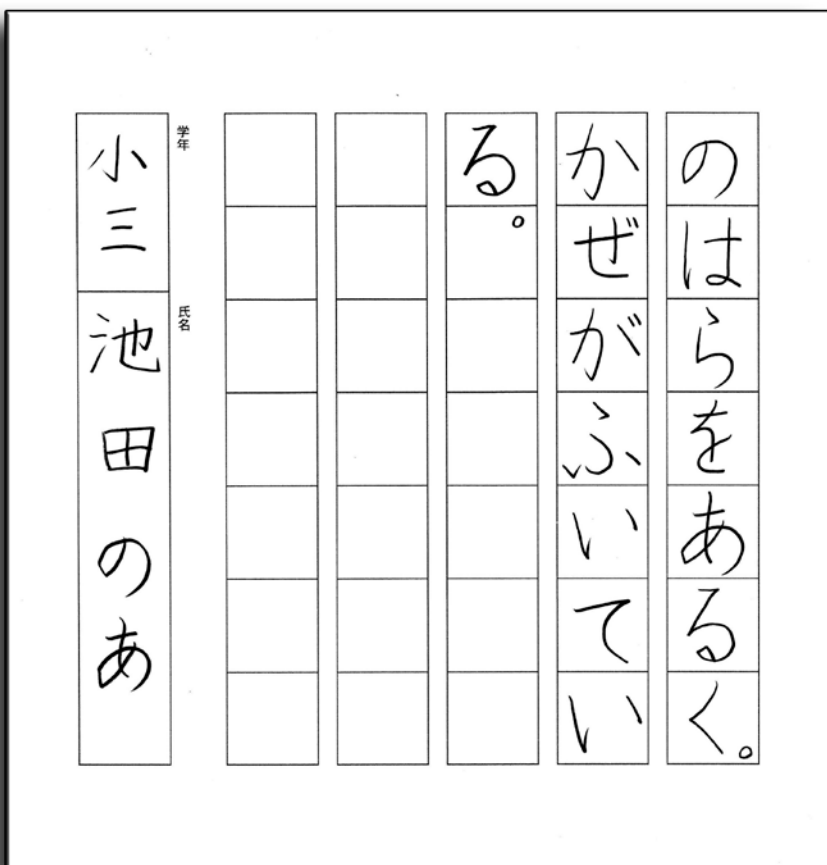 のはらをあるく。
かぜがふいてい
る。
学年
小三
氏名
池田のあ